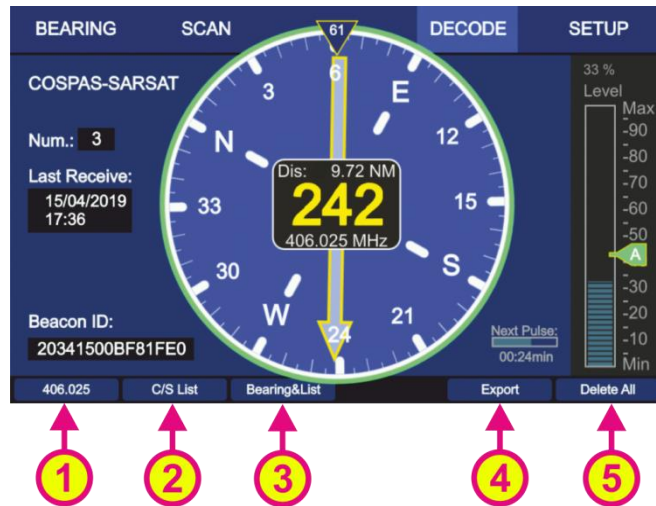 BEARING SCAN DECODE SETUP
61
COSPAS-SARSAT
Num.: 3
Last Receive:
15/04/2019
17:36
Beacon ID:
20341500BF81FE0
6
3 E
N 12
33 15
30 S
W 21
24
Dis: 9.72 NM
242
406.025 MHz
Next Pulse:
00:24min
33 %
Level
Max
-90
-80
-70
-60
-50
A
-30
-20
-10
Min
406.025 C/S List Bearing&List Export Delete All
1 2 3 4 5